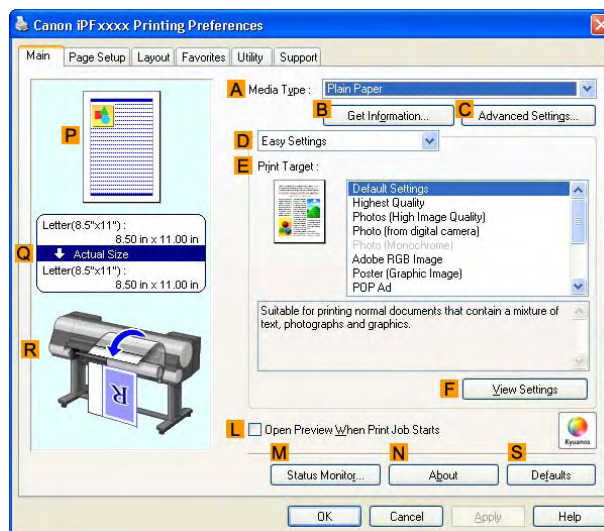 Canon iPFxxxx Printing Preferences
Main Page Setup Layout Favorites Utility Support
P
Letter(8.5"x11") :
8.50 in x 11.00 in
Q
Actual Size
Letter(8.5"x11") :
8.50 in x 11.00 in
R
R
A Media Type : Plain Paper
B Get Information... C Advanced Settings...
D Easy Settings
E Print Target :
Default Settings
Highest Quality
Photos (High Image Quality)
Photo (from digital camera)
Photo (Monochrome)
Adobe RGB Image
Poster (Graphic Image)
POP Ad
Suitable for printing normal documents that contain a mixture of
text, photographs and graphics.
F View Settings
L Open Preview When Print Job Starts
Kyuanos
M N S
Status Monitor... About Defaults
OK Cancel Apply Help